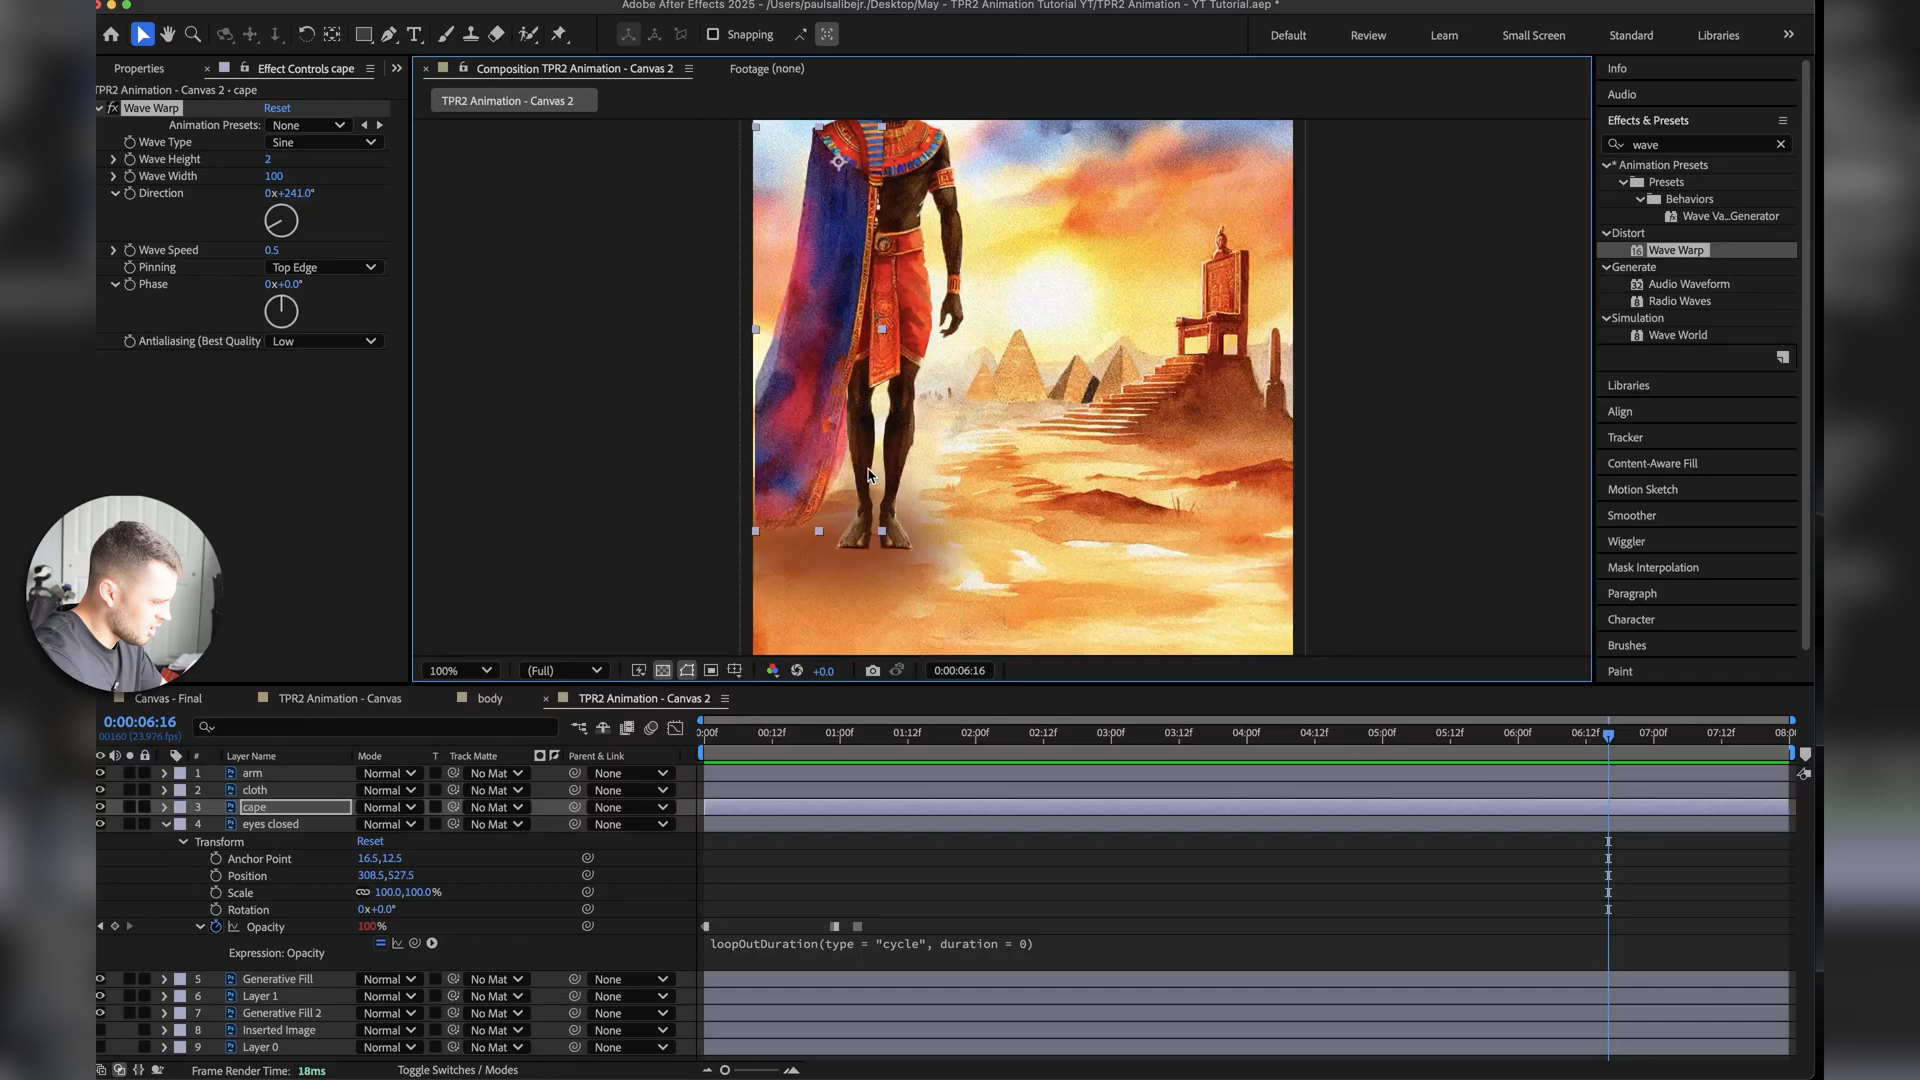 Adobe After Effects 2025 - /Users/paulsalibejr./Desktop/May - TPR2 Animation Tutorial YT/TPR2 Animation - YT Tutorial.aep *
Snapping
Default
Review
Learn
Small Screen
Standard
Libraries
Properties
Effect Controls cape
Composition TPR2 Animation - Canvas 2
Footage (none)
TPR2 Animation - Canvas 2 • cape
TPR2 Animation - Canvas 2
fx Wave Warp Reset
Animation Presets: None
Wave Type Sine
Wave Height 2
Wave Width 100
Direction 0x+241.0°
Wave Speed 0.5
Pinning Top Edge
Phase 0x+0.0°
Antialiasing (Best Quality Low
Info
Audio
Effects & Presets
wave
* Animation Presets
Presets
Behaviors
Wave Va...Generator
Distort
Wave Warp
Generate
Audio Waveform
Radio Waves
Simulation
Wave World
Libraries
Align
Tracker
Content-Aware Fill
Motion Sketch
Smoother
Wiggler
Mask Interpolation
Paragraph
Character
Brushes
Paint
100% (Full) +0.0 0:00:06:16
Canvas - Final
TPR2 Animation - Canvas
body
TPR2 Animation - Canvas 2
0:00:06:16
00160 (23.976 fps)
:00f 00:12f 01:00f 01:12f 02:00f 02:12f 03:00f 03:12f 04:00f 04:12f 05:00f 05:12f 06:00f 06:12f 07:00f 07:12f 08:0
# Layer Name Mode T Track Matte Parent & Link
1 arm Normal No Mat None
2 cloth Normal No Mat None
3 cape Normal No Mat None
4 eyes closed Normal No Mat None
Transform Reset
Anchor Point 16.5,12.5
Position 308.5,527.5
Scale 100.0,100.0%
Rotation 0x+0.0°
Opacity 100%
Expression: Opacity
loopOutDuration(type = "cycle", duration = 0)
5 Generative Fill Normal No Mat None
6 Layer 1 Normal No Mat None
7 Generative Fill 2 Normal No Mat None
8 Inserted Image Normal No Mat None
9 Layer 0 Normal No Mat None
Frame Render Time: 18ms
Toggle Switches / Modes